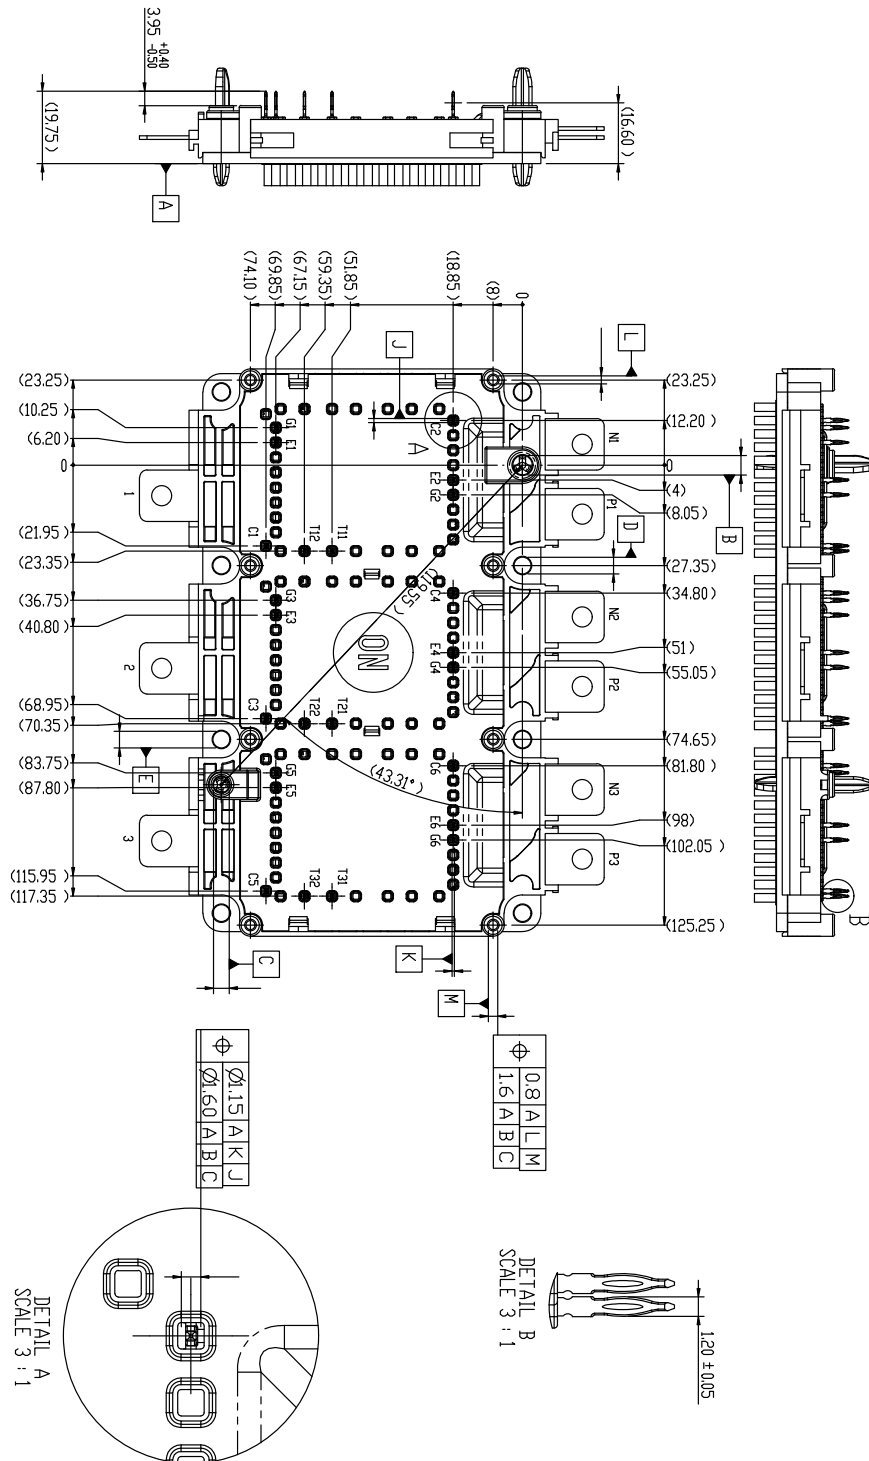 3.95 +0.40 -0.50
(19.75)
A
(16.60)
(74.10)
(69.85)
(67.15)
(59.35)
(51.85)
(18.85)
(8)
0
J
L
(23.25)
(10.25)
(6.20)
0
(21.95)
(23.35)
(36.75)
(40.80)
(68.95)
(70.35)
(83.75)
(87.80)
(115.95)
(117.35)
(23.25)
(12.20)
0
(4)
(8.05)
(27.35)
(34.80)
(51)
(55.05)
(74.65)
(81.80)
(98)
(102.05)
(125.25)
B
D
E
C
K
M
A
B
N1
P1
N2
P2
N3
P3
1
2
3
G1
E1
C1
T12
T11
C2
E2
G2
G3
E3
C3
T22
T21
C4
E4
G4
G5
E5
C5
T32
T31
C6
E6
G6
ON
(43.31°)
0.8 A L M
1.6 A B C
Ø1.15 A K J
Ø1.60 A B C
DETAIL B
SCALE 3 : 1
1.20 ±0.05
DETAIL A
SCALE 3 : 1